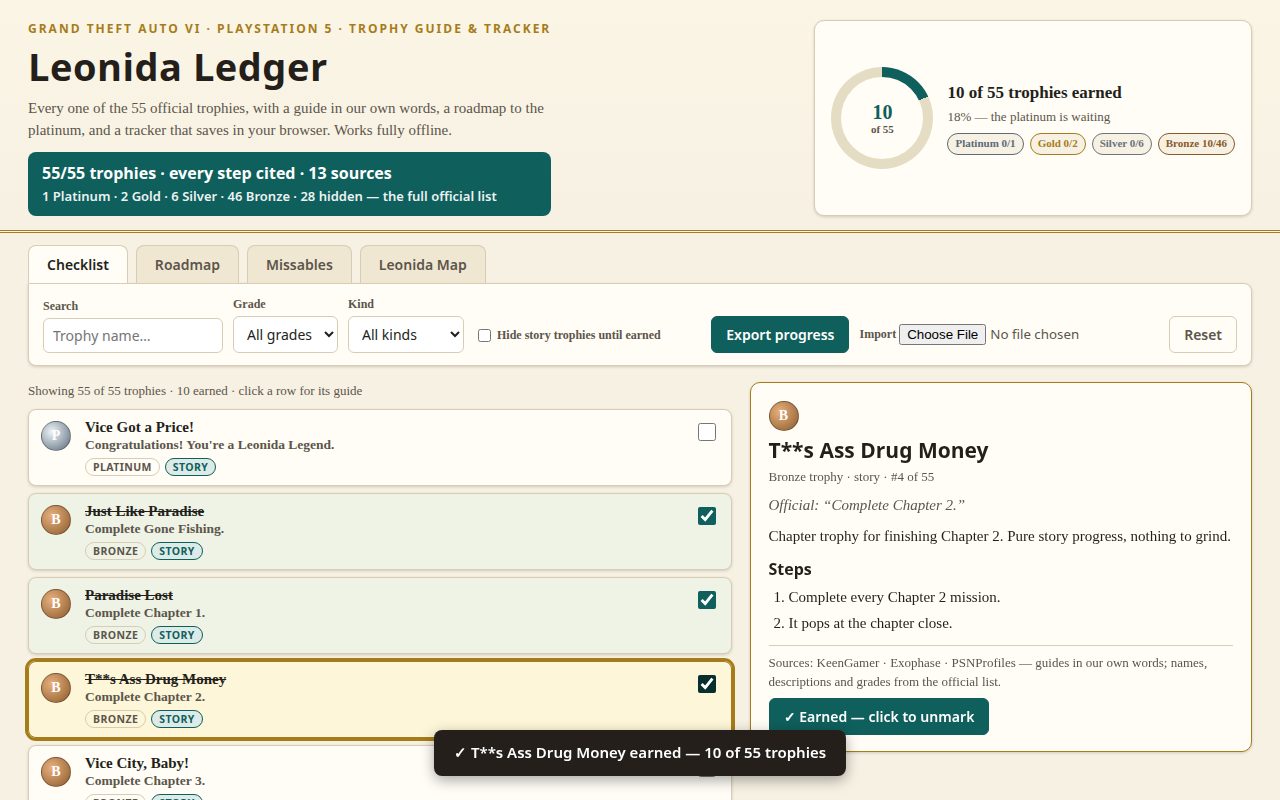 GRAND THEFT AUTO VI · PLAYSTATION 5 · TROPHY GUIDE & TRACKER
Leonida Ledger
Every one of the 55 official trophies, with a guide in our own words, a roadmap to the
platinum, and a tracker that saves in your browser. Works fully offline.
55/55 trophies · every step cited · 13 sources
1 Platinum · 2 Gold · 6 Silver · 46 Bronze · 28 hidden — the full official list
10
of 55
10 of 55 trophies earned
18% — the platinum is waiting
Platinum 0/1 Gold 0/2 Silver 0/6 Bronze 10/46
Checklist Roadmap Missables Leonida Map
Search Grade Kind
Trophy name... All grades All kinds Hide story trophies until earned Export progress Import Choose File No file chosen Reset
Showing 55 of 55 trophies · 10 earned · click a row for its guide
P
Vice Got a Price!
Congratulations! You're a Leonida Legend.
PLATINUM STORY
B
Just Like Paradise
Complete Gone Fishing.
BRONZE STORY
B
Paradise Lost
Complete Chapter 1.
BRONZE STORY
B
T**s Ass Drug Money
Complete Chapter 2.
BRONZE STORY
B
Vice City, Baby!
Complete Chapter 3.
BRONZE STORY
B
T**s Ass Drug Money
Bronze trophy · story · #4 of 55
Official: “Complete Chapter 2.”
Chapter trophy for finishing Chapter 2. Pure story progress, nothing to grind.
Steps
1. Complete every Chapter 2 mission.
2. It pops at the chapter close.
Sources: KeenGamer · Exophase · PSNProfiles — guides in our own words; names,
descriptions and grades from the official list.
✓ Earned — click to unmark
✓ T**s Ass Drug Money earned — 10 of 55 trophies